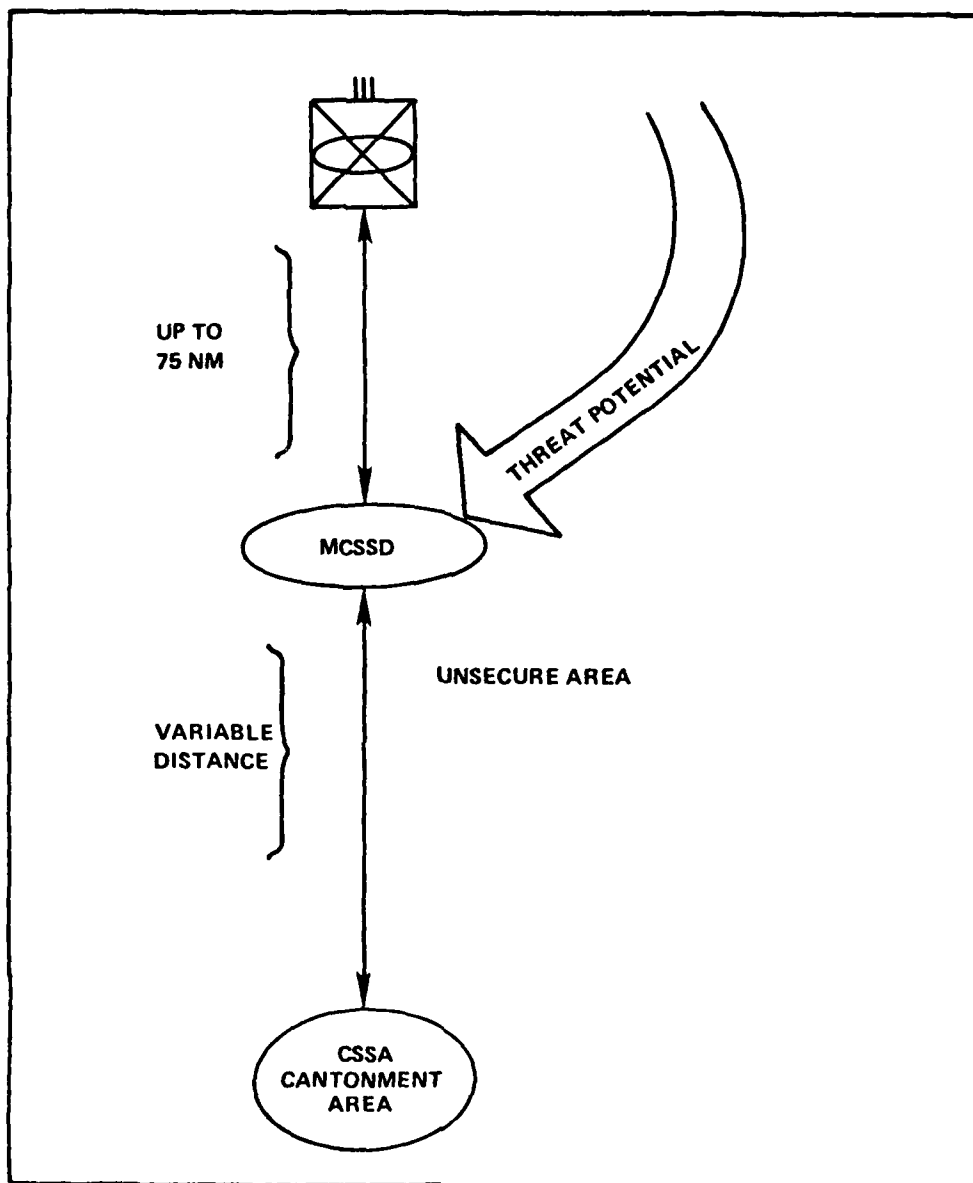 UP TO
75 NM
THREAT POTENTIAL
MCSSD
UNSECURE AREA
VARIABLE
DISTANCE
CSSA
CANTONMENT
AREA